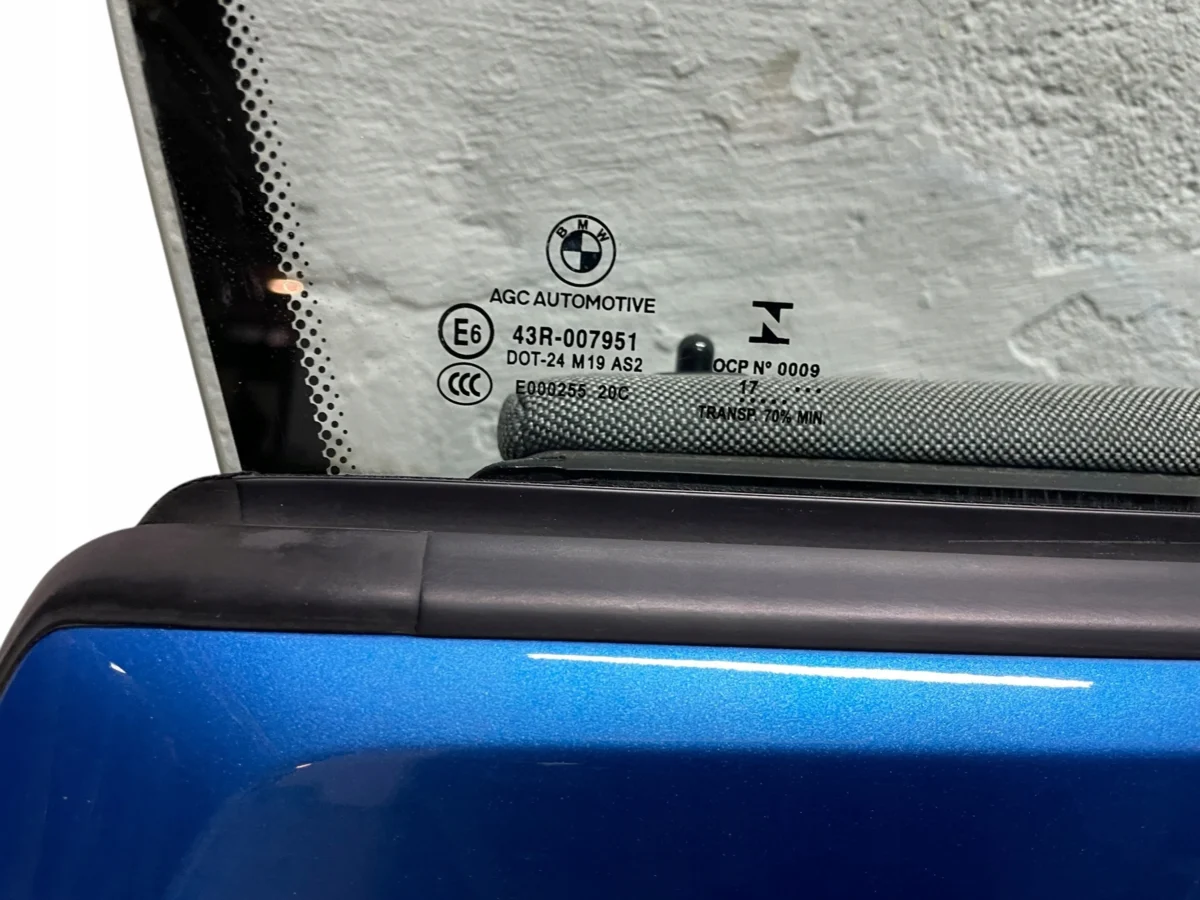 BMW
AGC AUTOMOTIVE
E6
43R-007951
DOT-24 M19 AS2
CCC
E000255 20C
OCP Nº 0009
17 ...
.....
TRANSP. 70% MIN.